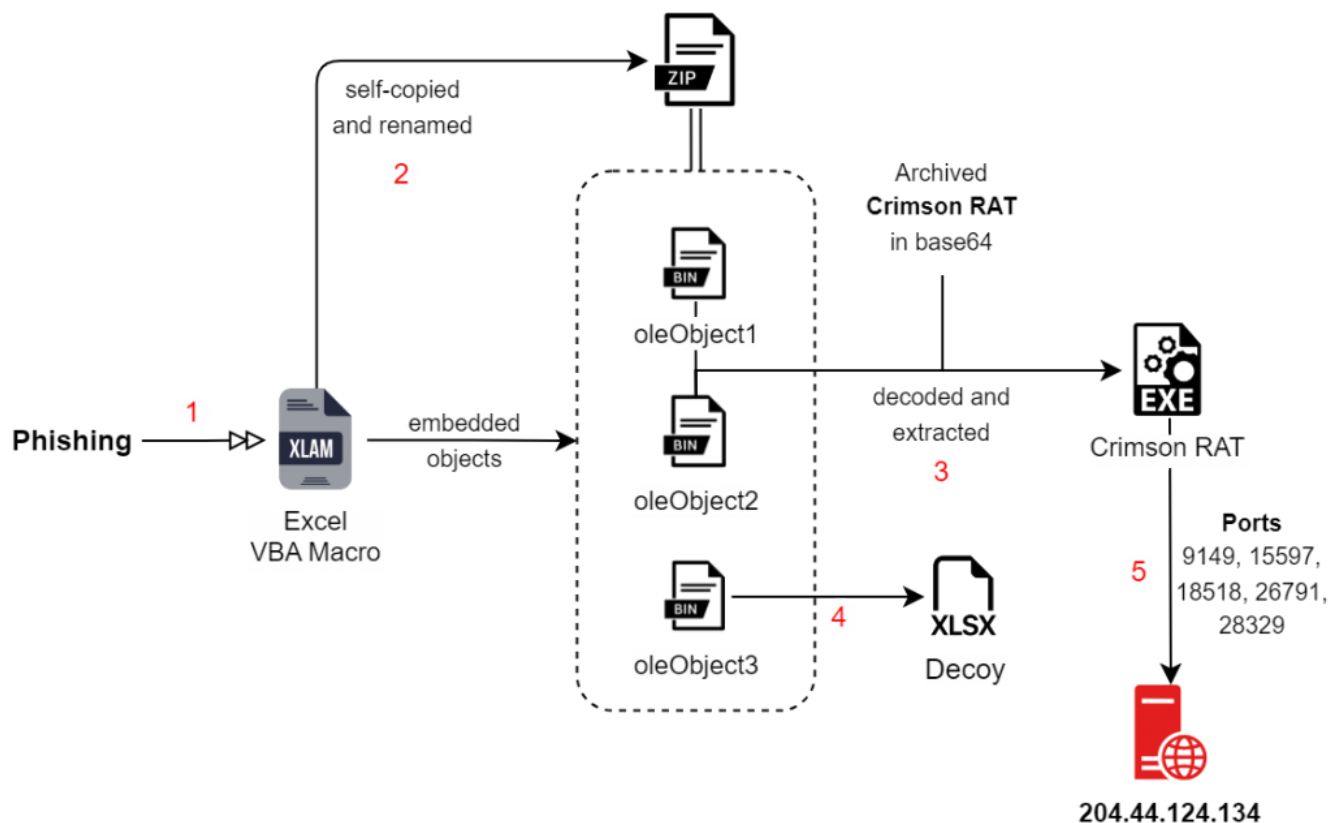 ZIP
self-copied
and renamed
2
Archived
Crimson RAT
in base64
BIN
oleObject1
1
Phishing
XLAM
embedded
objects
Excel
VBA Macro
BIN
oleObject2
decoded and
extracted
3
EXE
Crimson RAT
Ports
9149, 15597,
18518, 26791,
28329
5
BIN
oleObject3
4
XLSX
Decoy
204.44.124.134